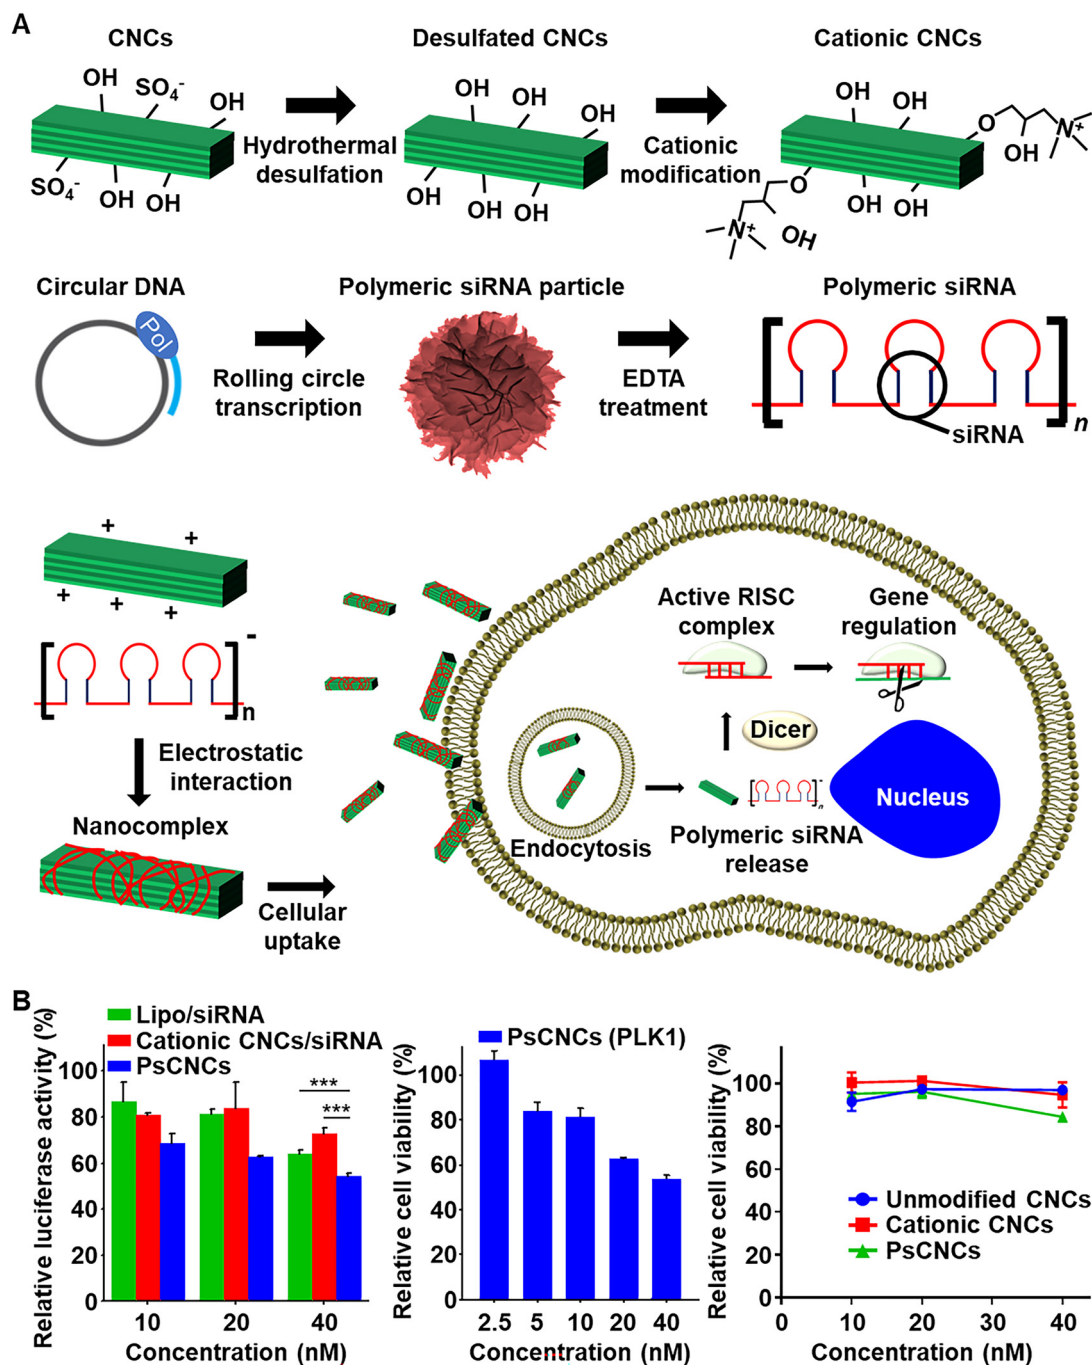 A
CNCs
Desulfated CNCs
Cationic CNCs
OH
SO₄⁻
OH
SO₄⁻
OH
OH
Hydrothermal
desulfation
OH
OH
OH
OH
OH
OH
Cationic
modification
OH
OH
O
OH
N⁺
O
N⁺
OH
OH
OH
Circular DNA
Polymeric siRNA particle
Polymeric siRNA
Pol
Rolling circle
transcription
EDTA
treatment
[
]
n
siRNA
+
+
+
+
+
[
]
-
n
Electrostatic
interaction
Nanocomplex
Cellular
uptake
Active RISC
complex
Gene
regulation
Dicer
Nucleus
Endocytosis
[
]
-
n
Polymeric siRNA
release
B
Relative luciferase activity (%)
Lipo/siRNA
Cationic CNCs/siRNA
PsCNCs
***
***
100
80
60
40
20
0
10
20
40
Concentration (nM)
Relative cell viability (%)
PsCNCs (PLK1)
100
80
60
40
20
0
2.5
5
10
20
40
Concentration (nM)
Relative cell viability (%)
100
80
60
40
20
0
Unmodified CNCs
Cationic CNCs
PsCNCs
0
10
20
30
40
Concentration (nM)